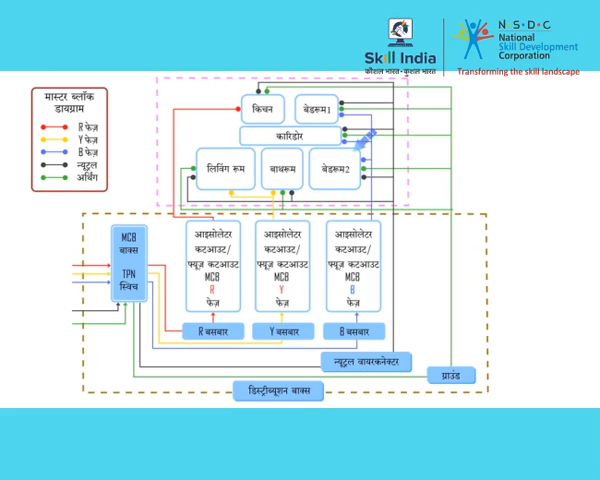 Skill India
कौशल भारत - कुशल भारत
N·S·D·C
National
Skill Development
Corporation
Transforming the skill landscape
मास्टर ब्लॉक
डायग्राम
R फेज़
Y फेज़
B फेज़
न्यूट्रल
अर्थिंग
किचन
बेडरूम1
कारिडोर
लिविंग रूम
बाथरूम
बेडरूम2
MCB
बाक्स
TPN
स्विच
आइसोलेटर
कटआउट/
फ्यूज़ कटआउट
MCB
R
फेज़
आइसोलेटर
कटआउट/
फ्यूज़ कटआउट
MCB
Y
फेज़
आइसोलेटर
कटआउट/
फ्यूज़ कटआउट
MCB
B
फेज़
R बसबार
Y बसबार
B बसबार
न्यूट्रल वायरकनेक्टर
ग्राउंड
डिस्ट्रीब्यूशन बाक्स